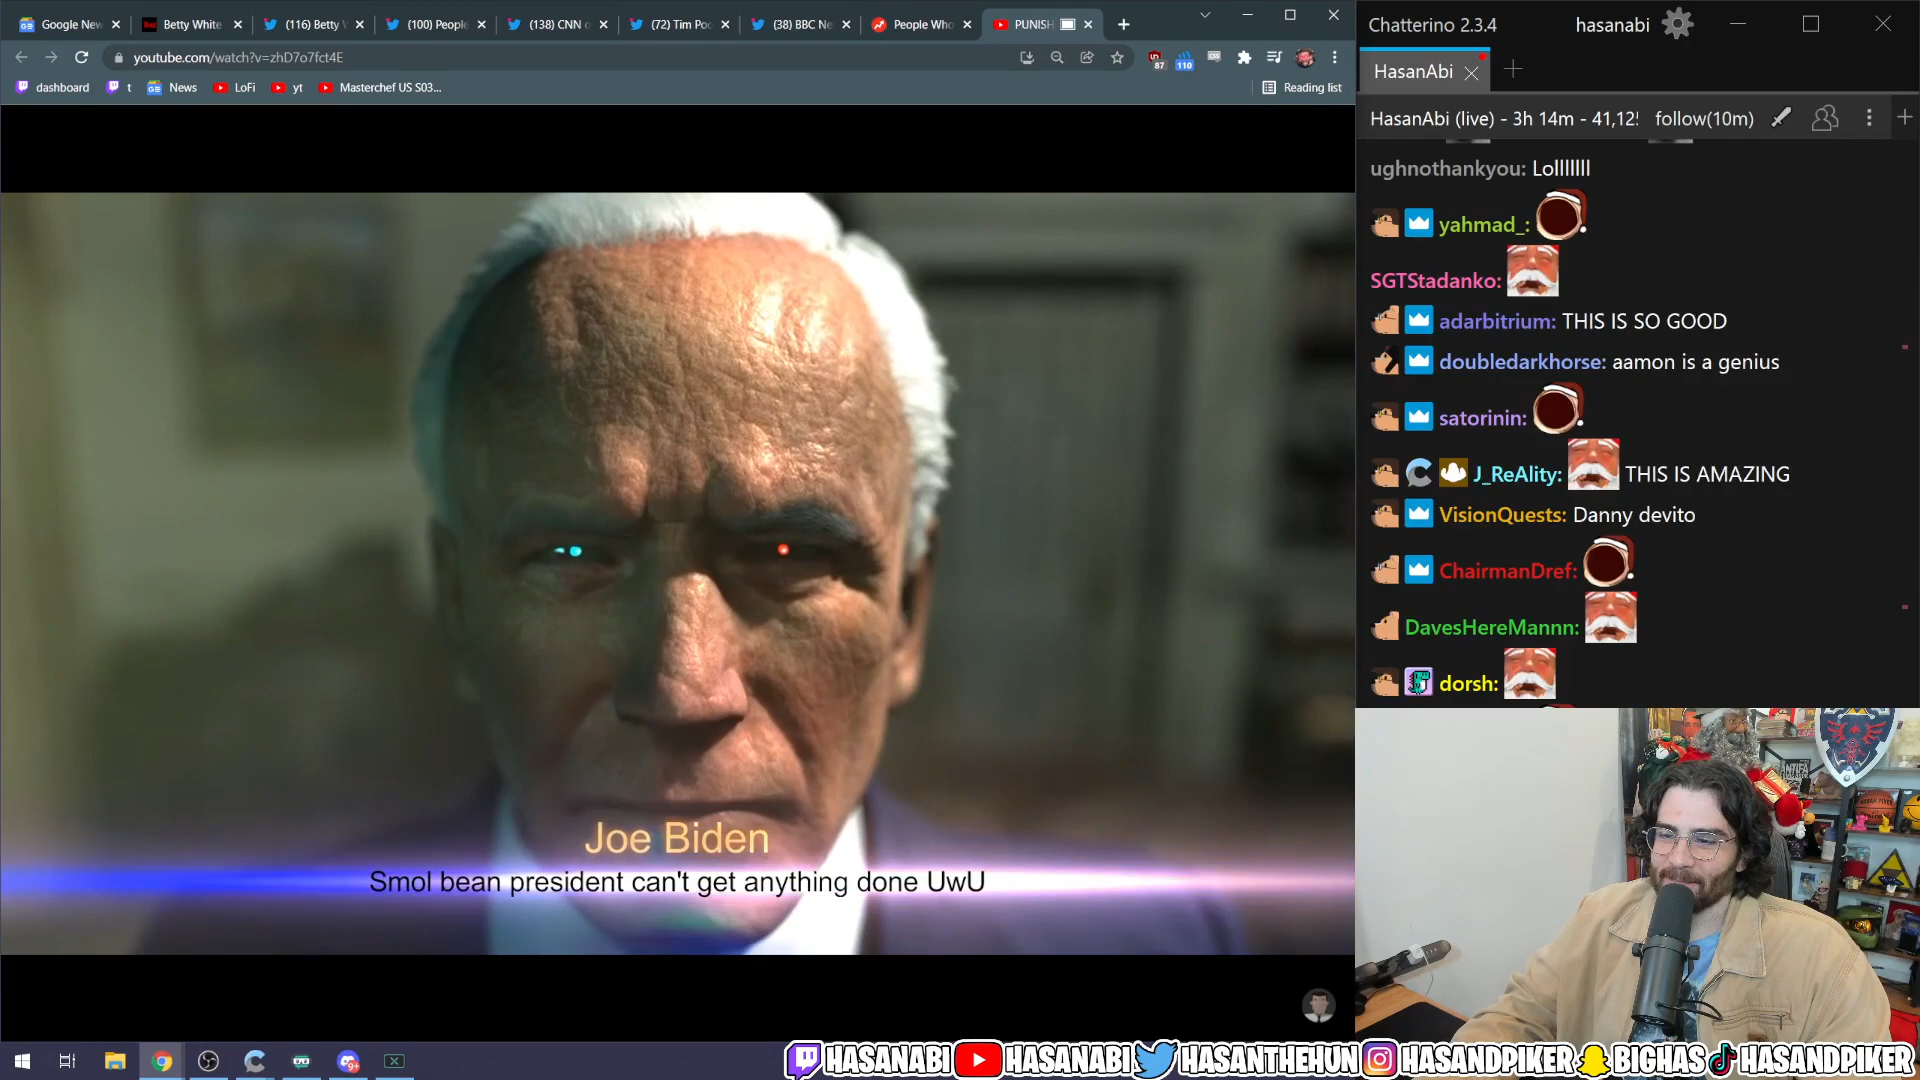 Google New
Betty White
(116) Betty V
(100) People
(138) CNN o
(72) Tim Poo
(38) BBC Ne
People Who
PUNISH
youtube.com/watch?v=zhD7o7fct4E
87
110
dashboard
t
News
LoFi
yt
Masterchef US S03...
Reading list
Chatterino 2.3.4
hasanabi
HasanAbi
HasanAbi (live) - 3h 14m - 41,12
follow(10m)
ughnothankyou: Lolllllll
yahmad_:
SGTStadanko:
adarbitrium: THIS IS SO GOOD
doubledarkhorse: aamon is a genius
satorinin:
J_ReAlity: THIS IS AMAZING
VisionQuests: Danny devito
ChairmanDref:
DavesHereMannn:
dorsh:
Joe Biden
Smol bean president can't get anything done UwU
9+
HASANABI HASANABI HASANTHEHUN HASANDPIKER BIGHAS HASANDPIKER